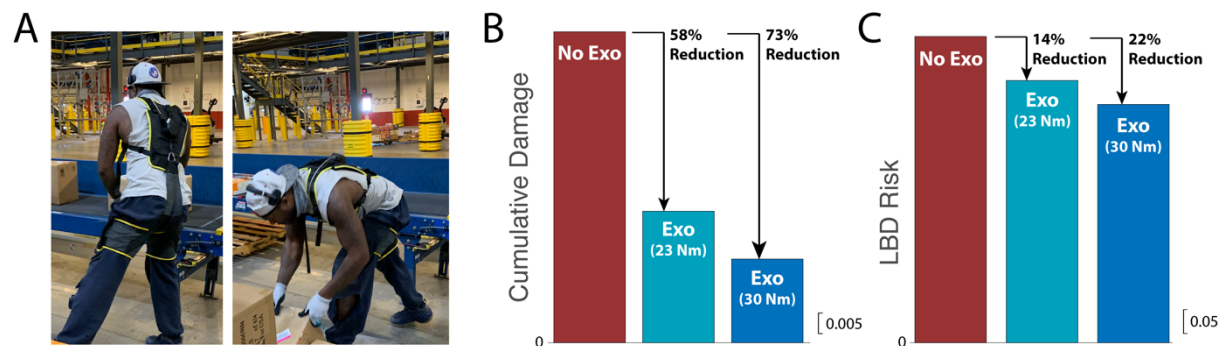 A
B
Cumulative Damage
No Exo
58%
Reduction
73%
Reduction
Exo
(23 Nm)
Exo
(30 Nm)
0
0.005
C
LBD Risk
No Exo
14%
Reduction
22%
Reduction
Exo
(23 Nm)
Exo
(30 Nm)
0
0.05